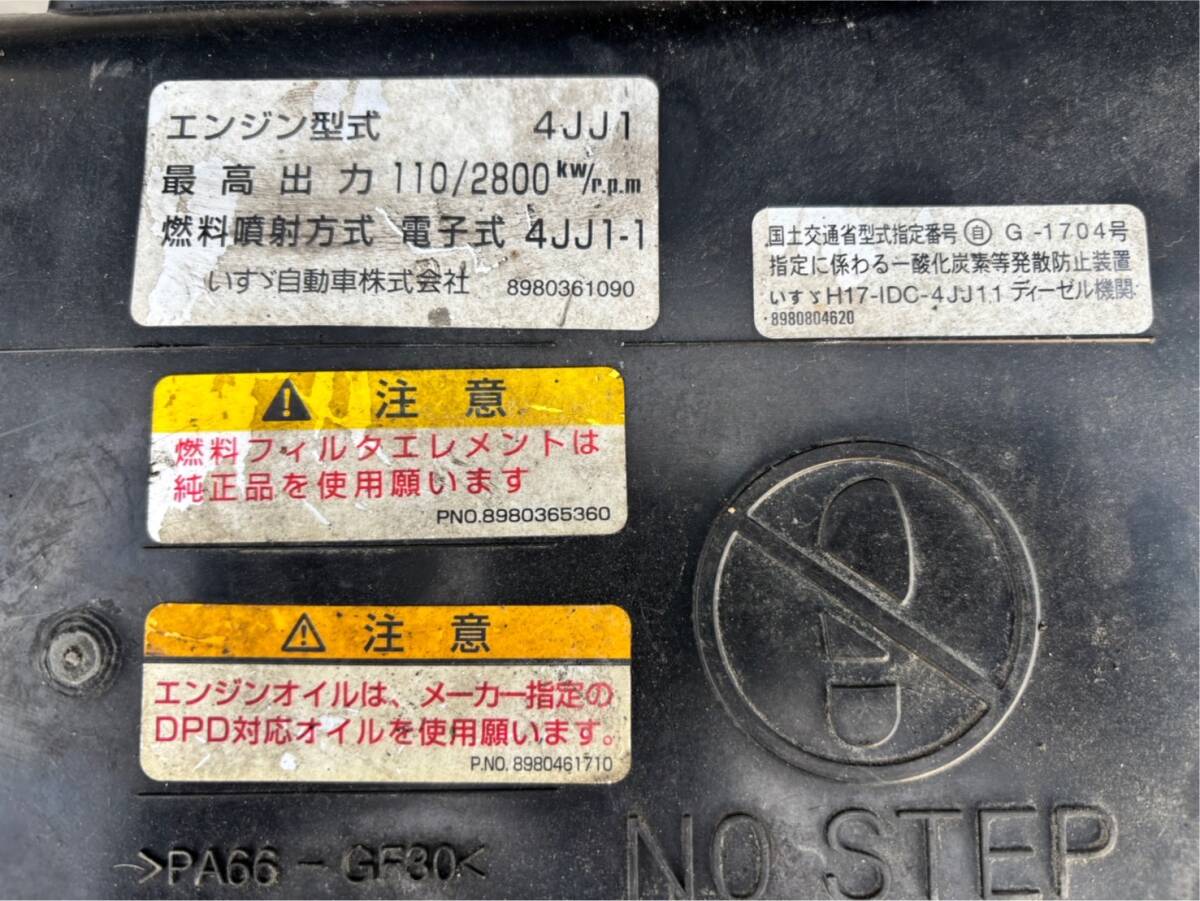 エンジン型式 4JJ1
最高出力 110/2800 kw/r.p.m
燃料噴射方式 電子式 4JJ1-1
いすゞ自動車株式会社 8980361090
国土交通省型式指定番号 ㊀自 G-1704号
指定に係わる一酸化炭素等発散防止装置
いすゞH17-IDC-4JJ11 ディーゼル機関
8980804620
注意
燃料フィルタエレメントは
純正品を使用願います
PNO.8980365360
注意
エンジンオイルは、メーカー指定の
DPD対応オイルを使用願います。
P.NO. 8980461710
>PA66-GF30<
NO STEP